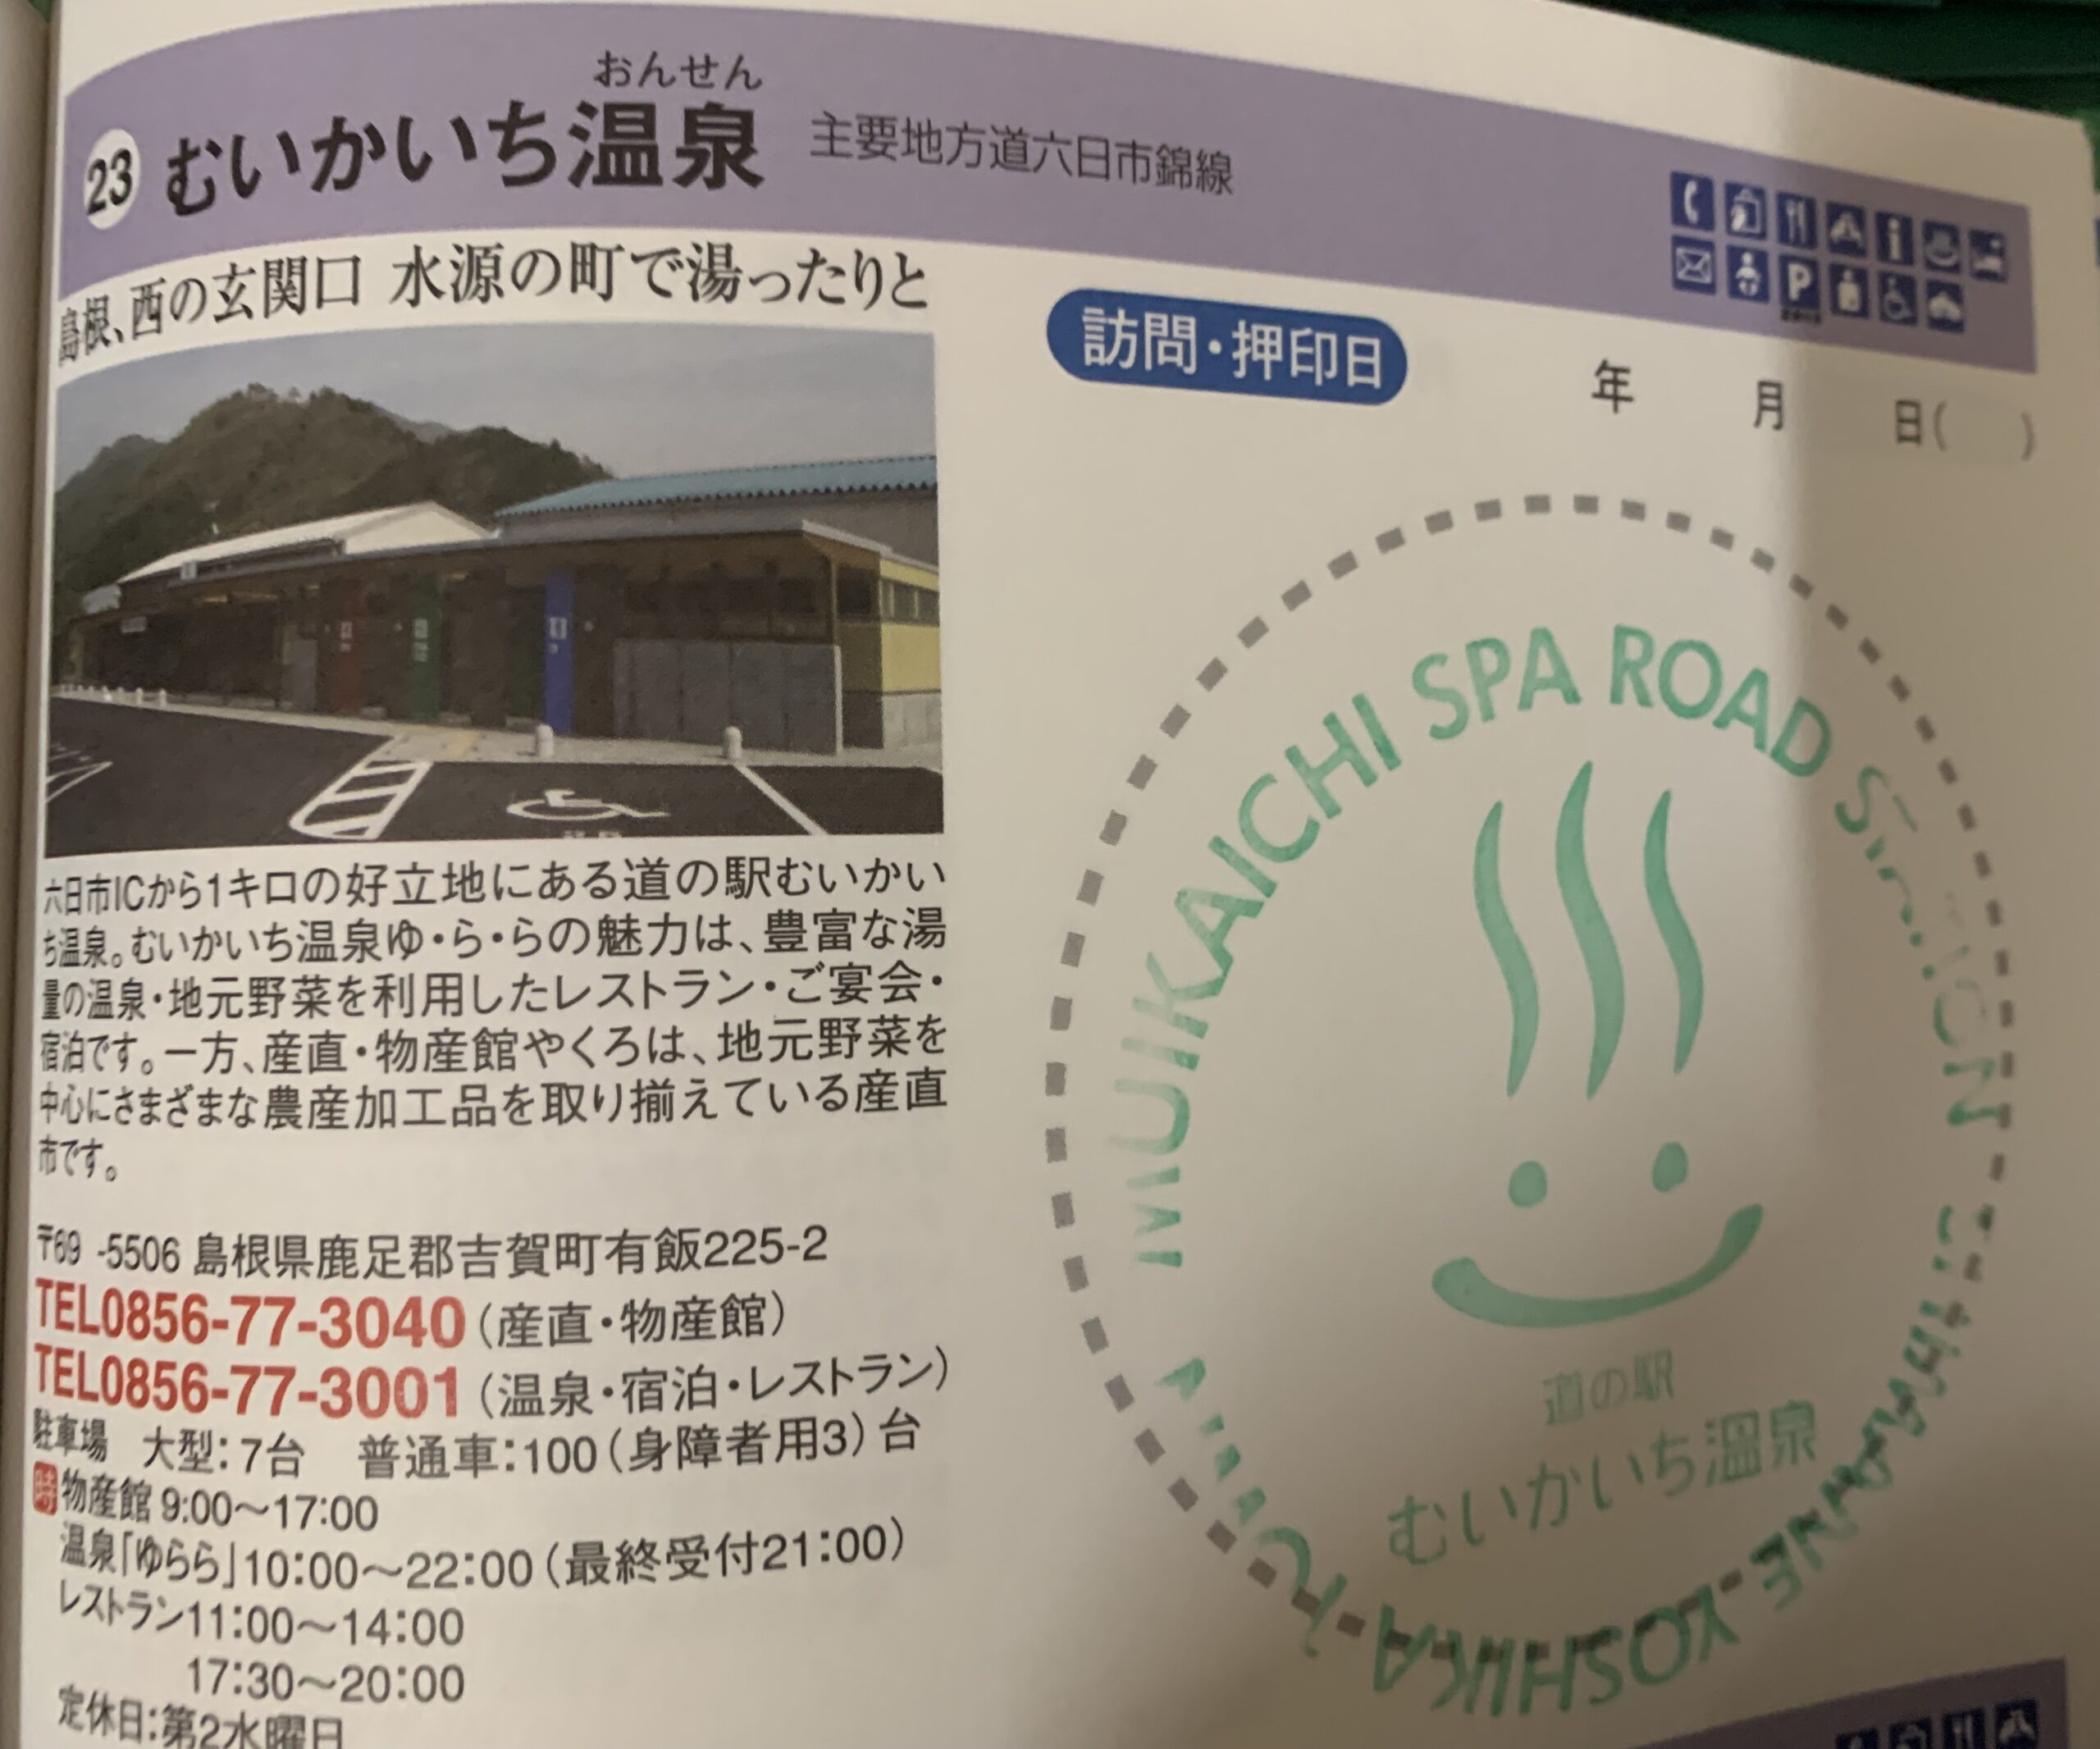 おんせん
23 むいかいち温泉 主要地方道六日市錦線
島根、西の玄関口 水源の町で湯ったりと
P
訪問・押印日 年 月 日( )
六日市ICから1キロの好立地にある道の駅むいかい
ち温泉。むいかいち温泉ゆ・ら・らの魅力は、豊富な湯
量の温泉・地元野菜を利用したレストラン・ご宴会・
宿泊です。一方、産直・物産館やくろは、地元野菜を
中心にさまざまな農産加工品を取り揃えている産直
市です。
〒69 -5506 島根県鹿足郡吉賀町有飯225-2
TEL0856-77-3040(産直・物産館)
TEL0856-77-3001(温泉・宿泊・レストラン)
駐車場 大型:7台 普通車:100(身障者用3)台
時 物産館 9:00〜17:00
温泉「ゆらら」10:00〜22:00(最終受付21:00)
レストラン11:00〜14:00
17:30〜20:00
定休日:第2水曜日
MUIKAICHI SPA ROAD STATION
道の駅
むいかいち温泉
SHIMANE YOSHIKA TOWN